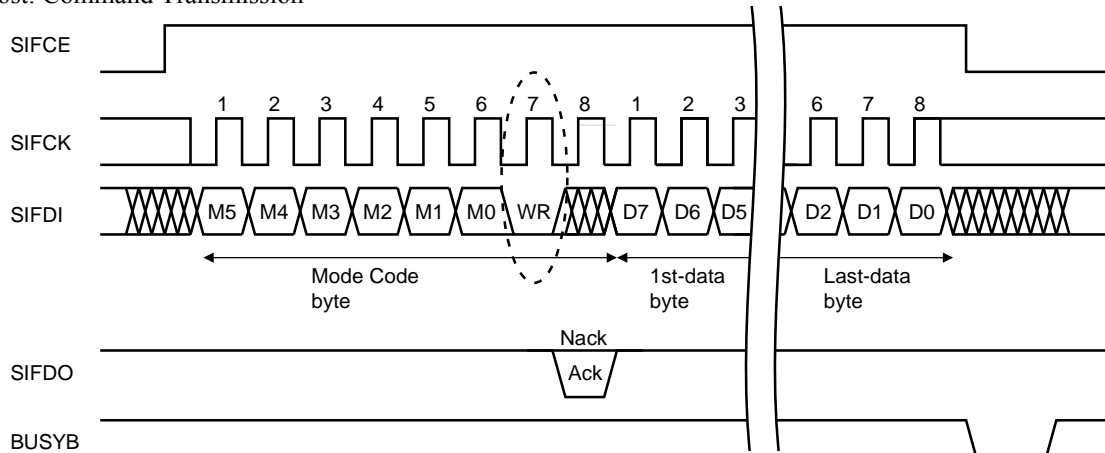 ost: Command Transmission
SIFCE
1 2 3 4 5 6 7 8 1 2 3 6 7 8
SIFCK
SIFDI M5 M4 M3 M2 M1 M0 WR D7 D6 D5 D2 D1 D0
Mode Code byte
1st-data byte
Last-data byte
Nack
SIFDO Ack
BUSYB